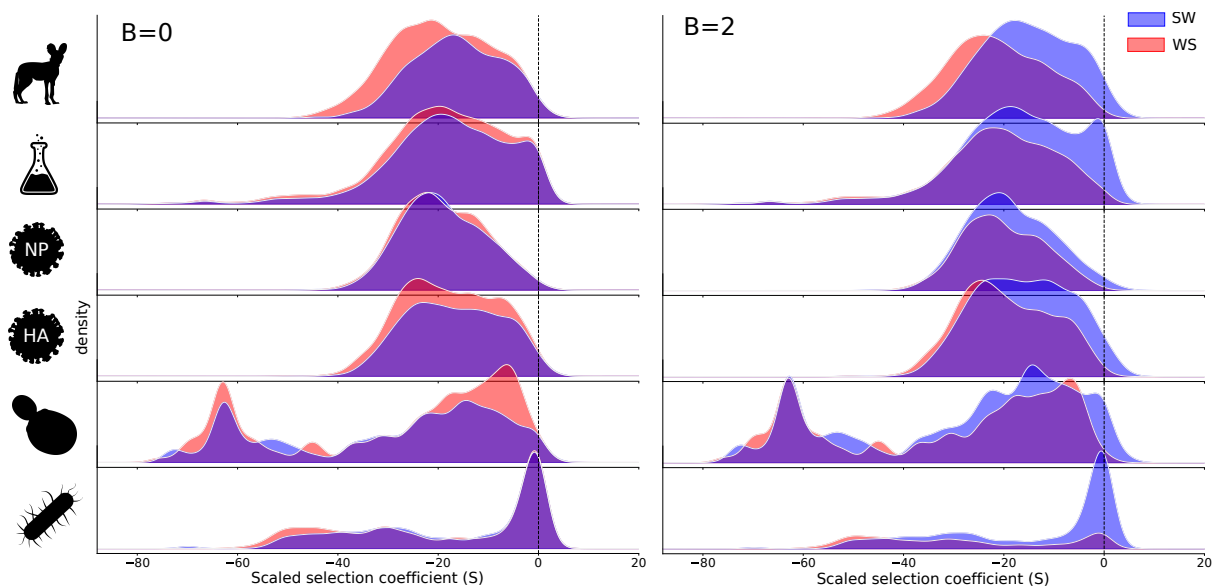 B=0
B=2
SW
WS
NP
HA
density
−80 −60 −40 −20 0 20
−80 −60 −40 −20 0 20
Scaled selection coefficient (S)
Scaled selection coefficient (S)